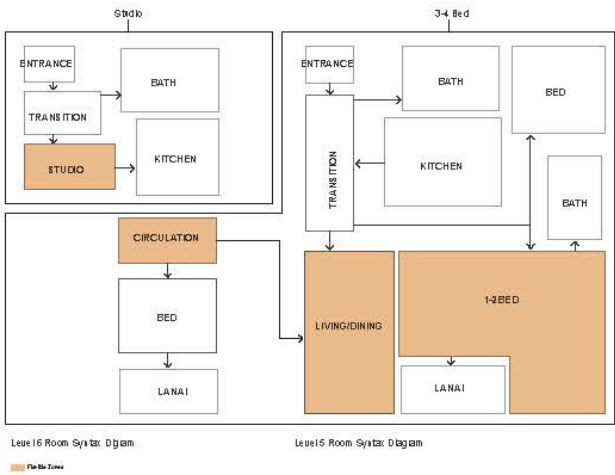 Studio
3-4 Bed
ENTRANCE
BATH
TRANSITION
KITCHEN
STUDIO
ENTRANCE
BATH
BED
TRANSITION
KITCHEN
BATH
CIRCULATION
BED
LANAI
LIVING/DINING
1-2 BED
LANAI
Level 6 Room Syntax Digram
Level 5 Room Syntax Diagram
Flexible Zones